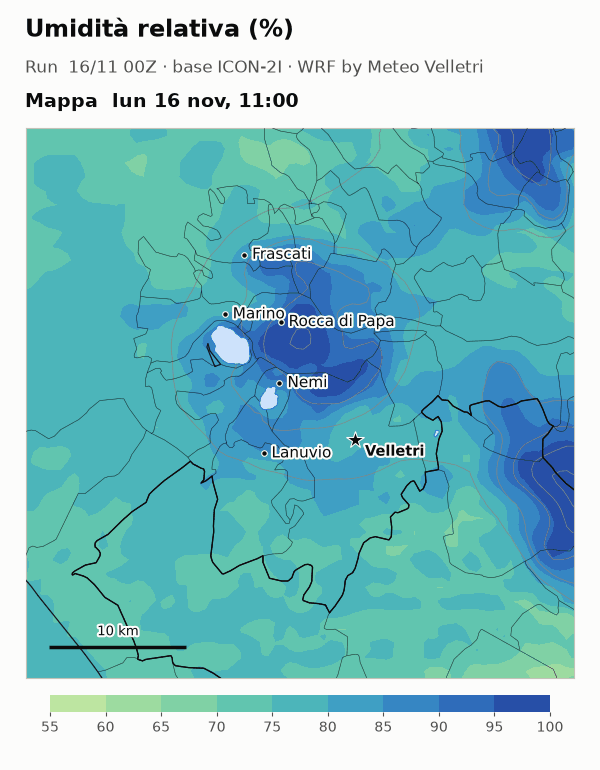 Umidità relativa (%)
Run  16/11 00Z · base ICON-2I · WRF by Meteo Velletri
Mappa  lun 16 nov, 11:00
Frascati
Marino
Rocca di Papa
Nemi
Velletri
Lanuvio
10 km
55 60 65 70 75 80 85 90 95 100